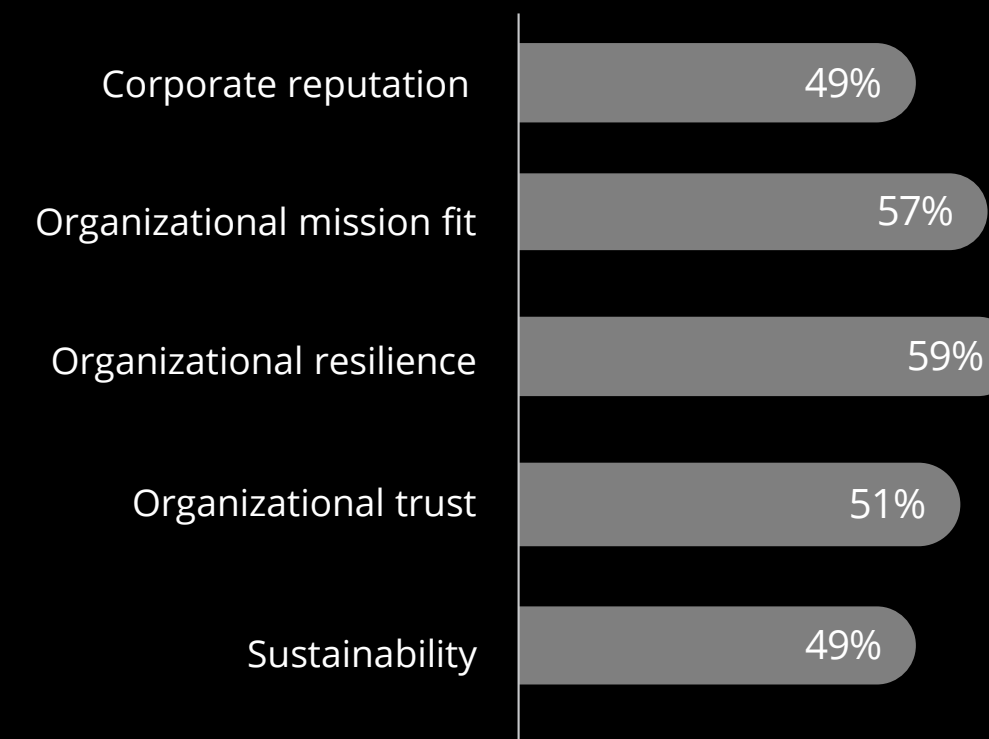 Corporate reputation 49%
Organizational mission fit 57%
Organizational resilience 59%
Organizational trust 51%
Sustainability 49%